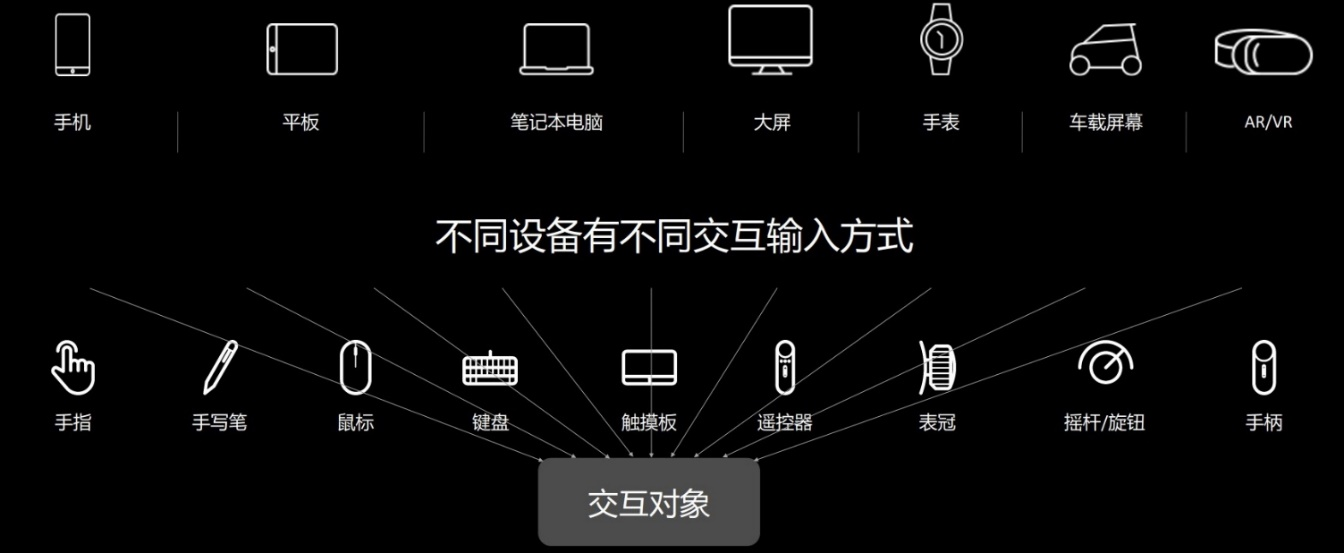 手机 平板 笔记本电脑 大屏 手表 车载屏幕 AR/VR
不同设备有不同交互输入方式
手指 手写笔 鼠标 键盘 触摸板 遥控器 表冠 摇杆/旋钮 手柄
交互对象